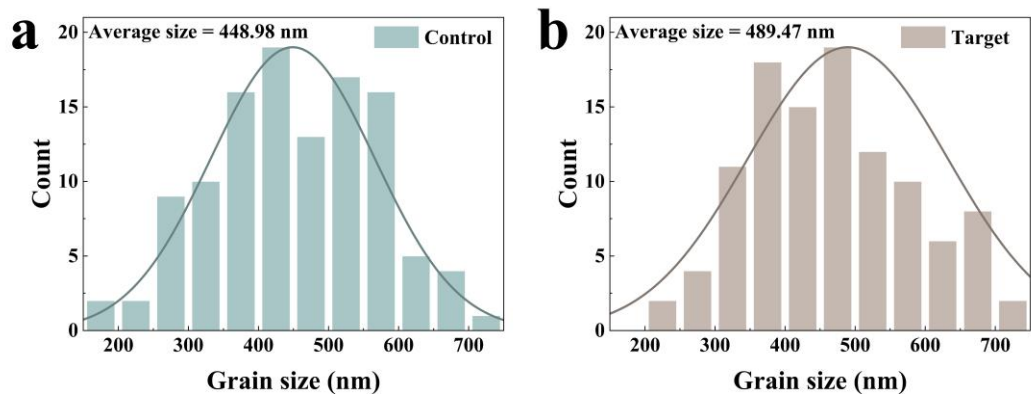 a
Average size = 448.98 nm
Control
20
15
10
5
0
Count
200 300 400 500 600 700
Grain size (nm)
b
Average size = 489.47 nm
Target
20
15
10
5
0
Count
200 300 400 500 600 700
Grain size (nm)